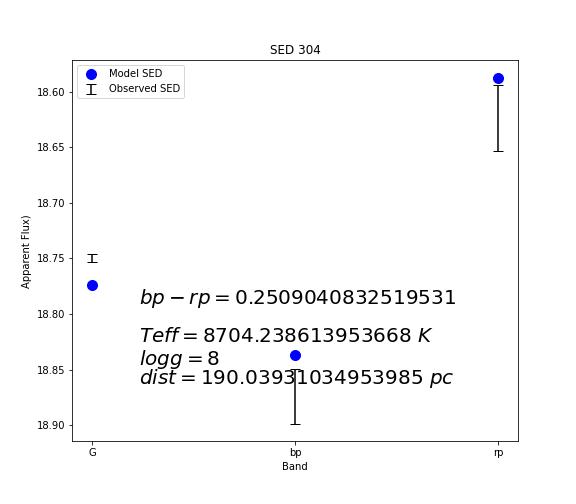 SED 304
Model SED
Observed SED
18.60
18.65
18.70
18.75
18.80
18.85
18.90
Apparent Flux)
bp − rp = 0.2509040832519531
Teff = 8704.238613953668 K
logg = 8
dist = 190.03931034953985 pc
G
bp
rp
Band